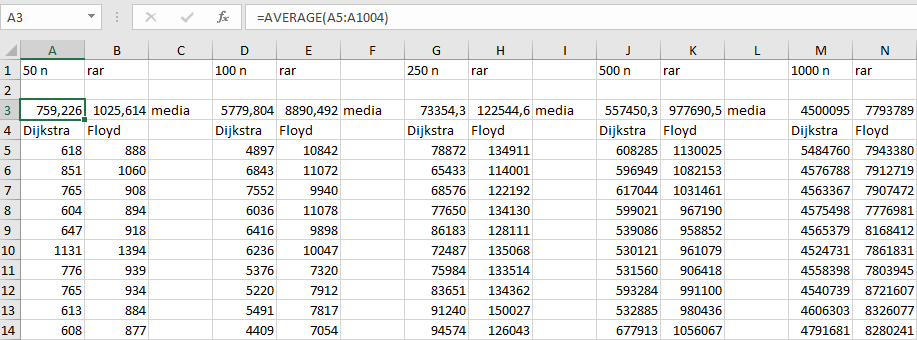 A3 fx =AVERAGE(A5:A1004)
A B C D E F G H I J K L M N
1 50 n rar 100 n rar 250 n rar 500 n rar 1000 n rar
2
3 759,226 1025,614 media 5779,804 8890,492 media 73354,3 122544,6 media 557450,3 977690,5 media 4500095 7793789
4 Dijkstra Floyd Dijkstra Floyd Dijkstra Floyd Dijkstra Floyd Dijkstra Floyd
5 618 888 4897 10842 78872 134911 608285 1130025 5484760 7943380
6 851 1060 6843 11072 65433 114001 596949 1082153 4576788 7912719
7 765 908 7552 9940 68576 122192 617044 1031461 4563367 7907472
8 604 894 6036 11078 77650 134130 599021 967190 4575498 7776981
9 647 918 6416 9898 86183 128111 539086 958852 4565379 8168412
10 1131 1394 6236 10047 72487 135068 530121 961079 4524731 7861831
11 776 939 5376 7320 75984 133514 531560 906418 4558398 7803945
12 765 934 5220 7912 83651 134362 593284 991100 4540739 8721607
13 613 884 5491 7817 91240 150027 532885 980436 4606303 8326077
14 608 877 4409 7054 94574 126043 677913 1056067 4791681 8280241